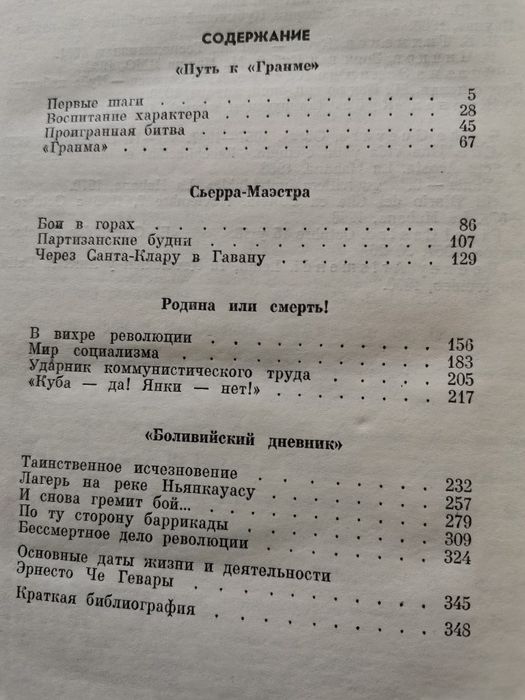 СОДЕРЖАНИЕ
«Путь к «Гранме»
Первые шаги . . . . . . . . . . . . 5
Воспитание характера . . . . . . . . . 28
Проигранная битва . . . . . . . . . . 45
«Гранма» . . . . . . . . . . . . . 67
Сьерра-Маэстра
Бои в горах . . . . . . . . . . . . 86
Партизанские будни . . . . . . . . . . 107
Через Санта-Клару в Гавану . . . . . . . 129
Родина или смерть!
В вихре революции . . . . . . . . . . 156
Мир социализма . . . . . . . . . . . 183
Ударник коммунистического труда . . . . . 205
«Куба — да! Янки — нет!» . . . . . . . . 217
«Боливийский дневник»
Таинственное исчезновение . . . . . . . . 232
Лагерь на реке Ньянкауасу . . . . . . . . 257
И снова гремит бой... . . . . . . . . . 279
По ту сторону баррикады . . . . . . . . 309
Бессмертное дело революции . . . . . . . 324
Основные даты жизни и деятельности
Эрнесто Че Гевары . . . . . . . . . . 345
Краткая библиография . . . . . . . . . 348